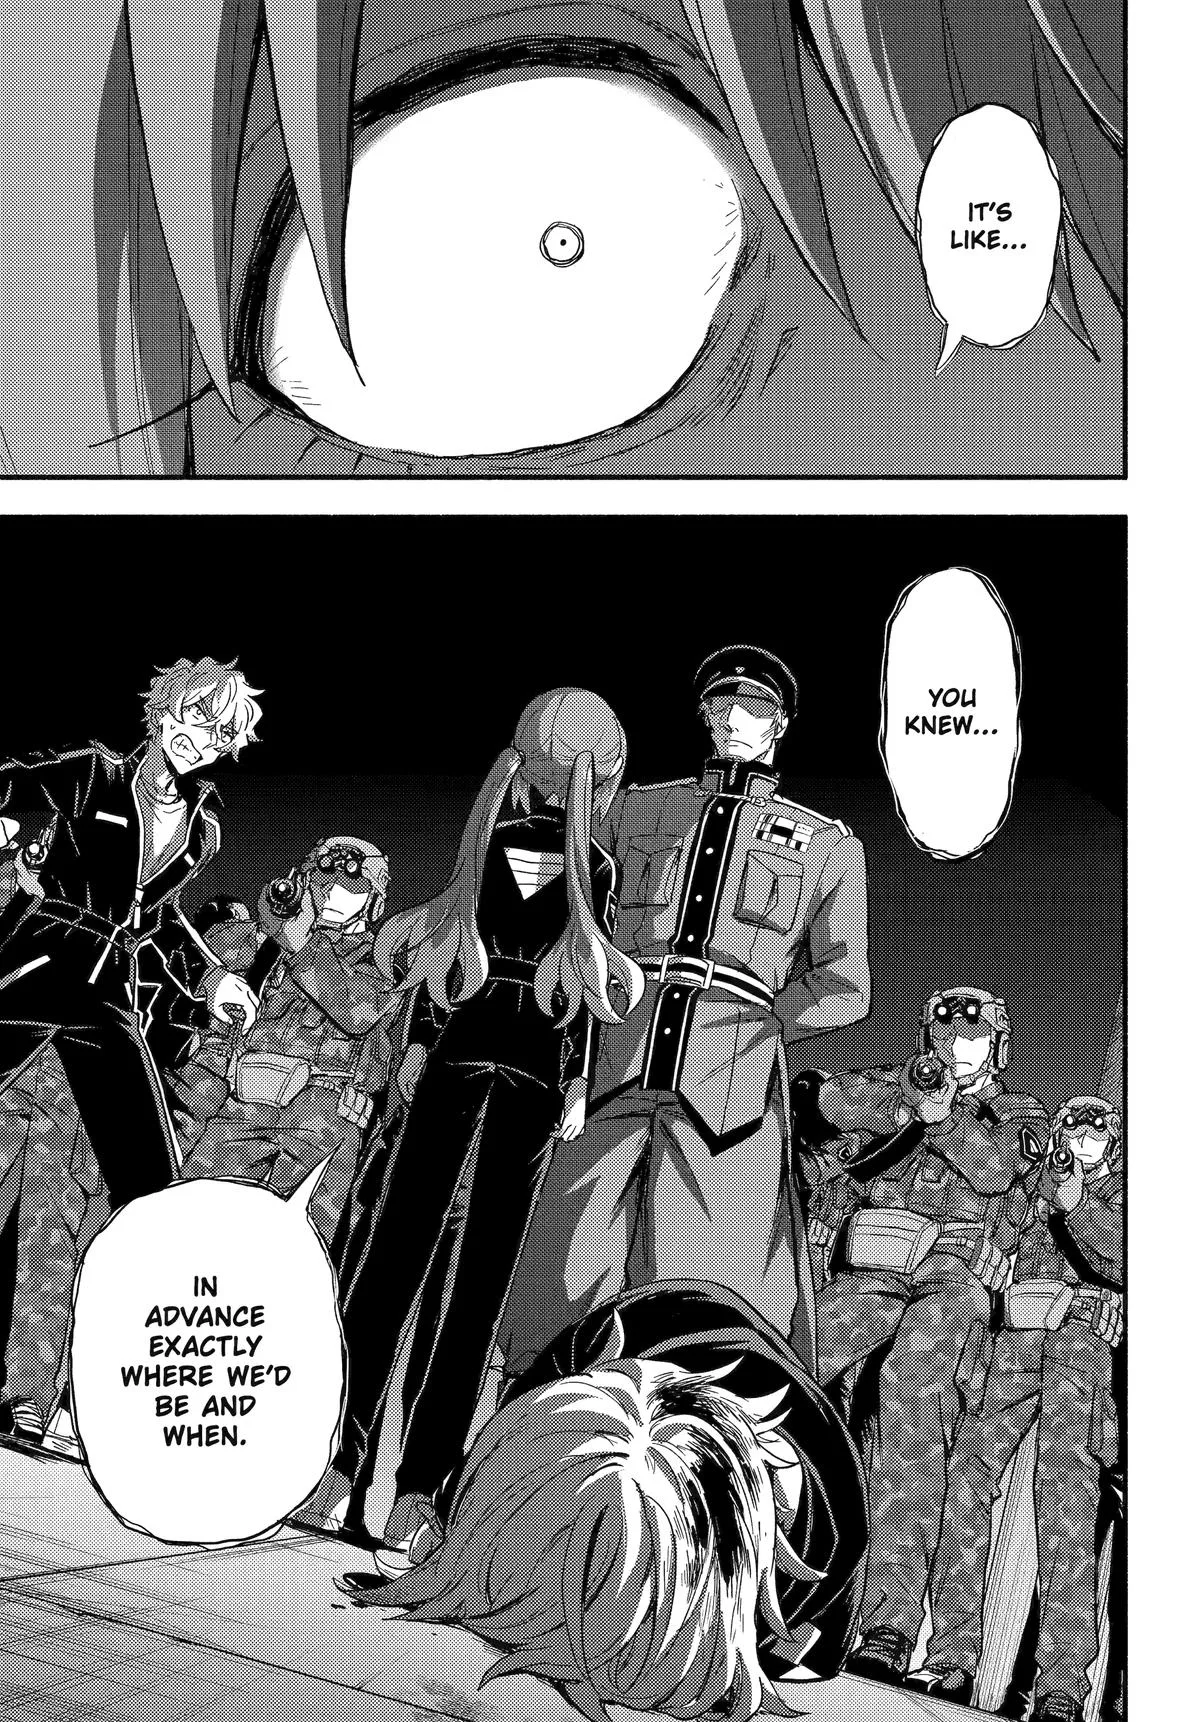 IT'S
LIKE...
YOU
KNEW...
IN
ADVANCE
EXACTLY
WHERE WE'D
BE AND
WHEN.